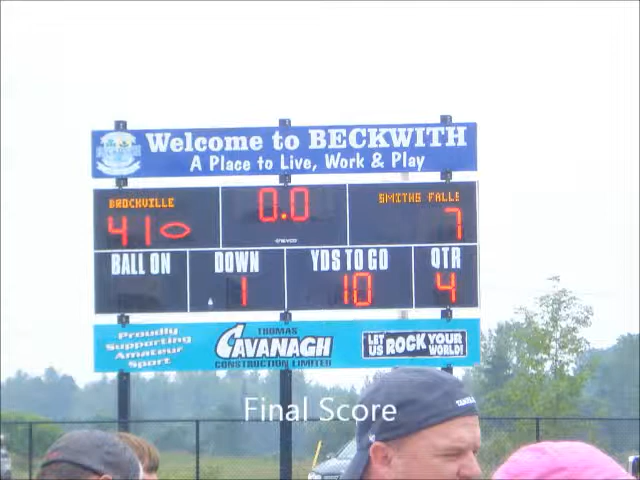 Welcome to BECKWITH
A Place to Live, Work & Play
BROCKVILLE
0.0
SMITHS FALLS
41
7
BALL ON
DOWN
YDS TO GO
QTR
1
10
4
Proudly
Supporting
Amateur
Sport
THOMAS
CAVANAGH
CONSTRUCTION LIMITED
LET US ROCK YOUR WORLD!
Final Score